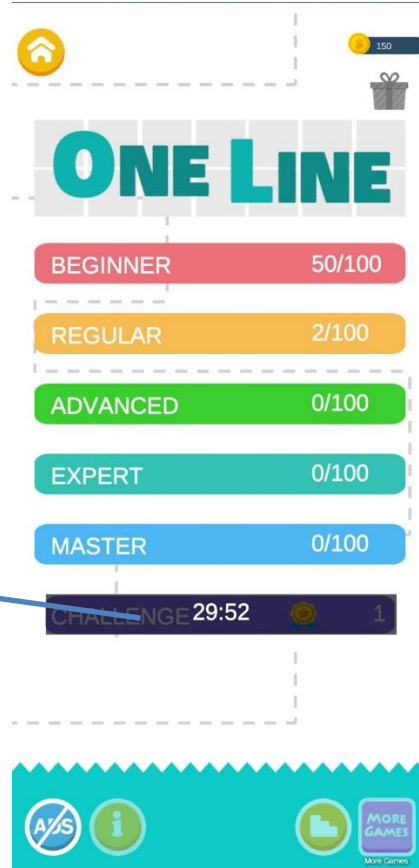 150
ONE LINE
BEGINNER 50/100
REGULAR 2/100
ADVANCED 0/100
EXPERT 0/100
MASTER 0/100
CHALLENGE 29:52 1
ADS i MORE
GAMES
More Games